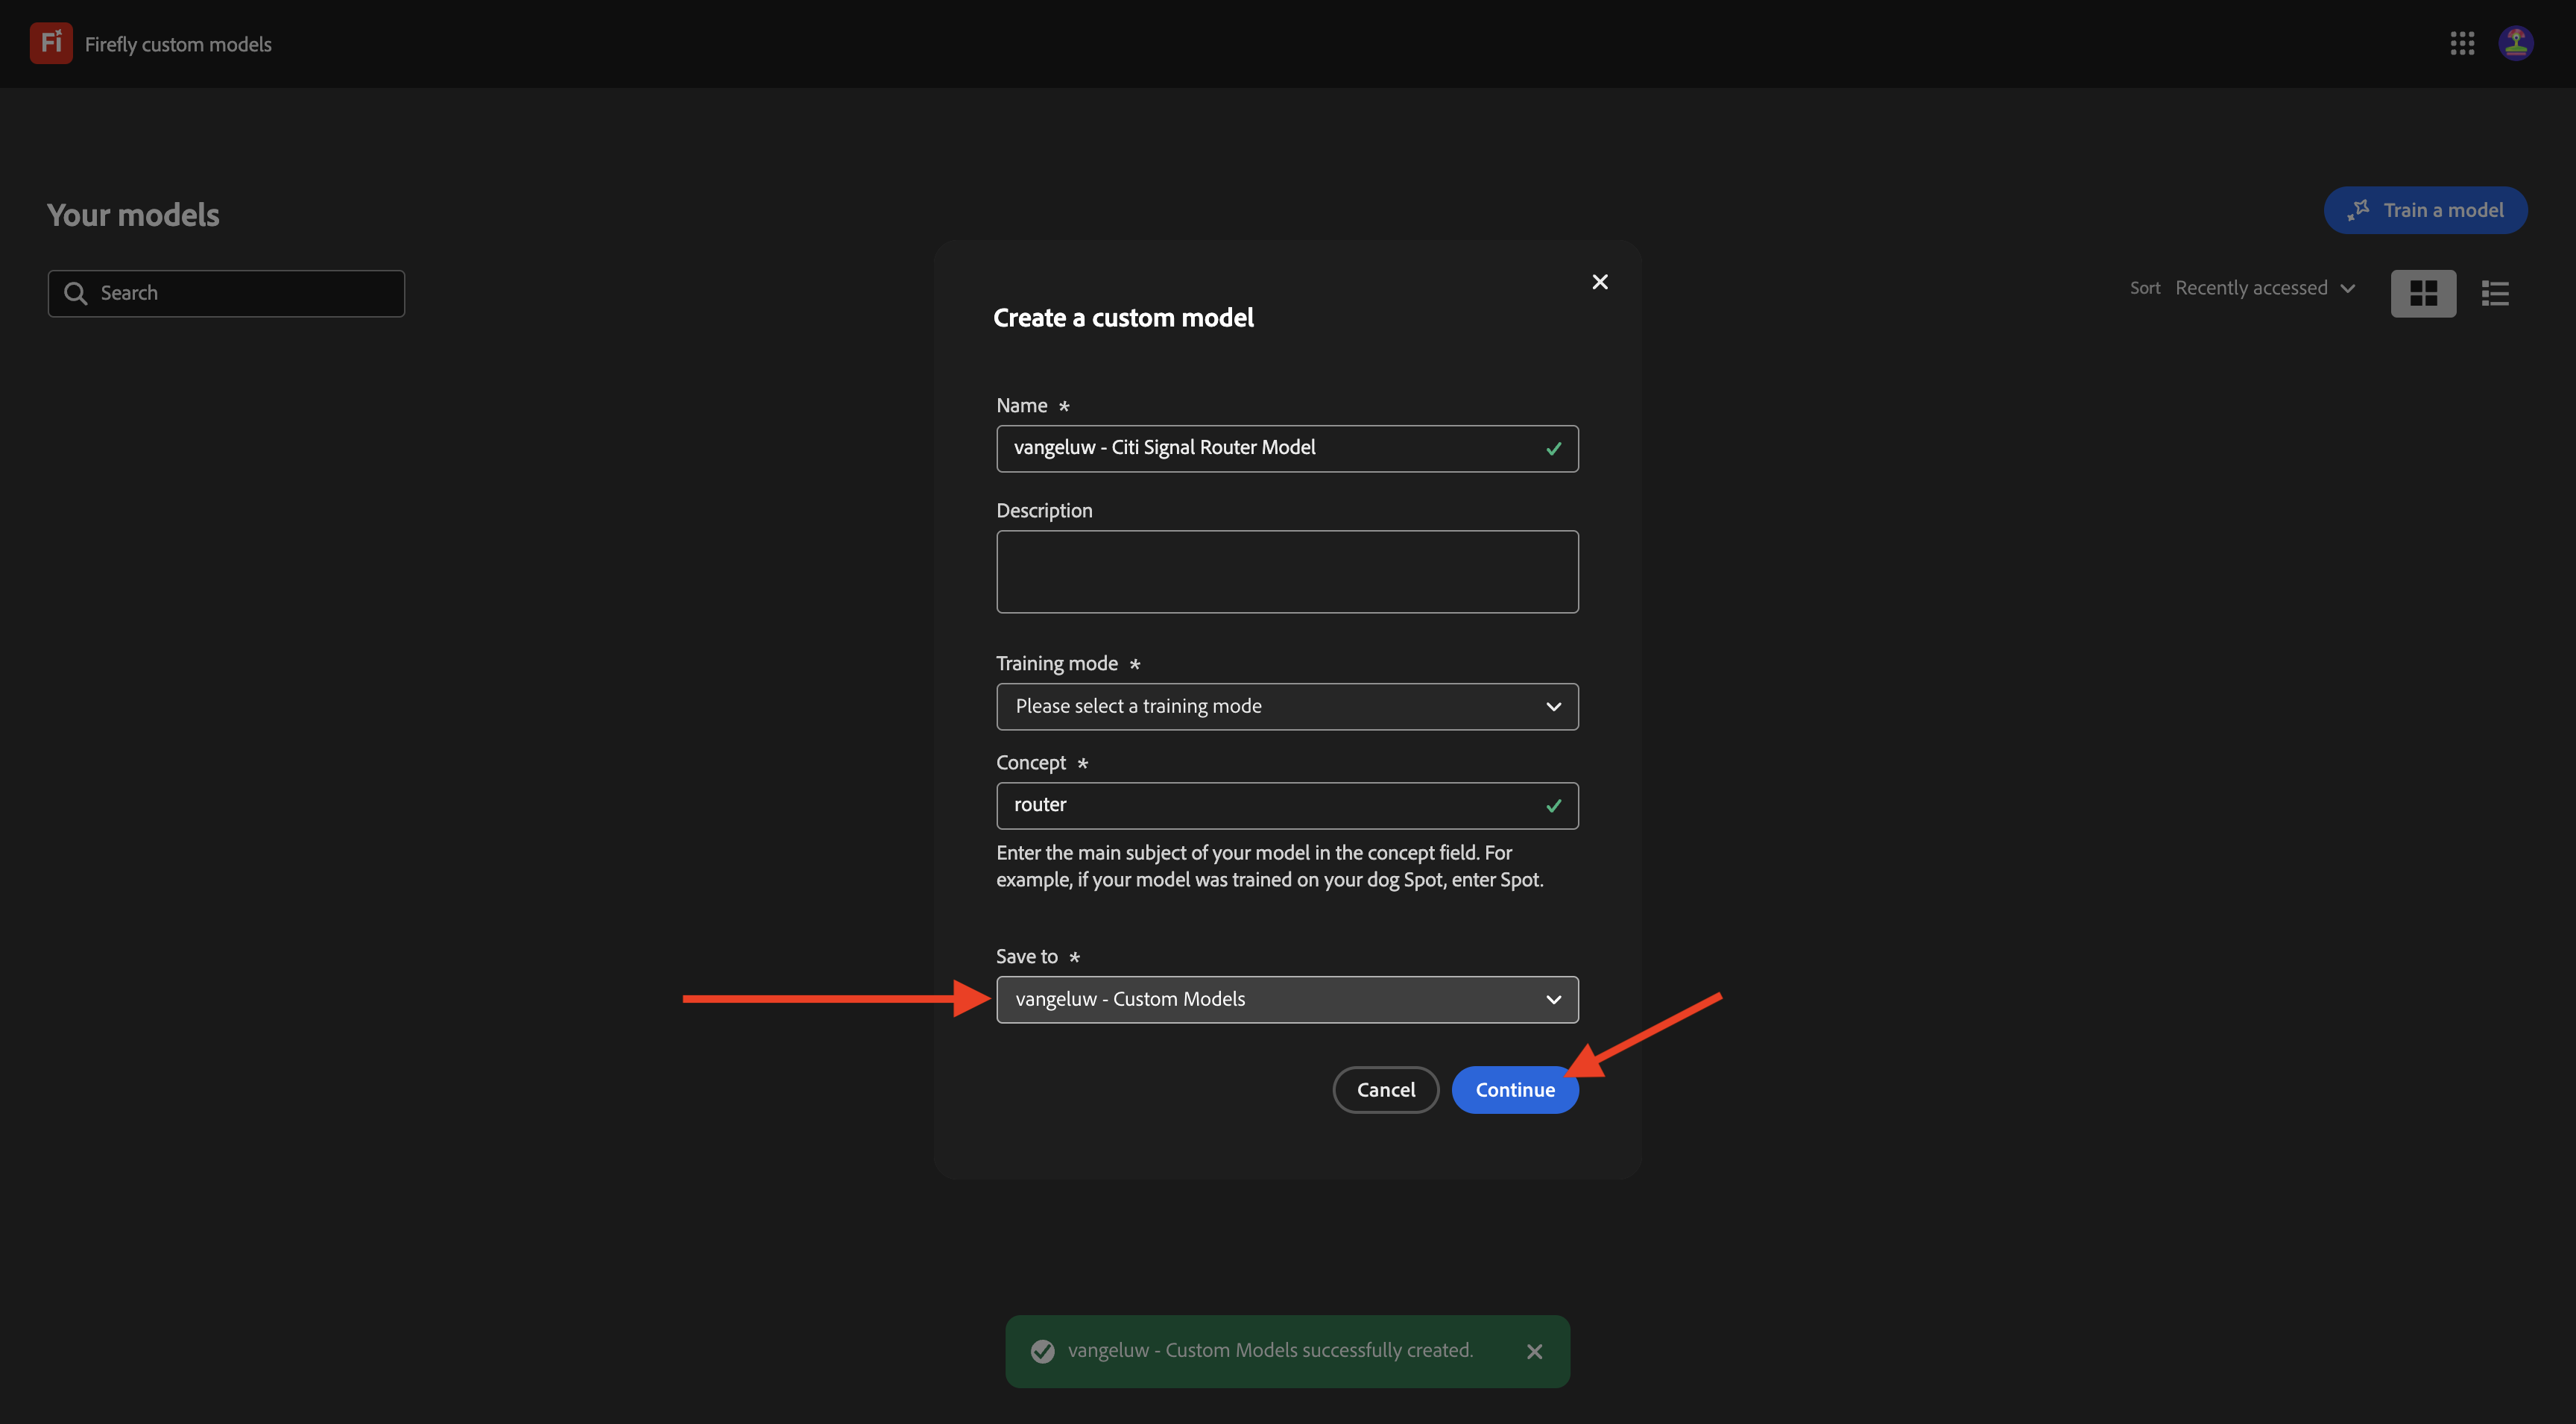 Fi Firefly custom models
Your models
Train a model
Search
Sort Recently accessed
Create a custom model
Name *
vangeluw - Citi Signal Router Model
Description
Training mode *
Please select a training mode
Concept *
router
Enter the main subject of your model in the concept field. For
example, if your model was trained on your dog Spot, enter Spot.
Save to *
vangeluw - Custom Models
Cancel Continue
vangeluw - Custom Models successfully created.